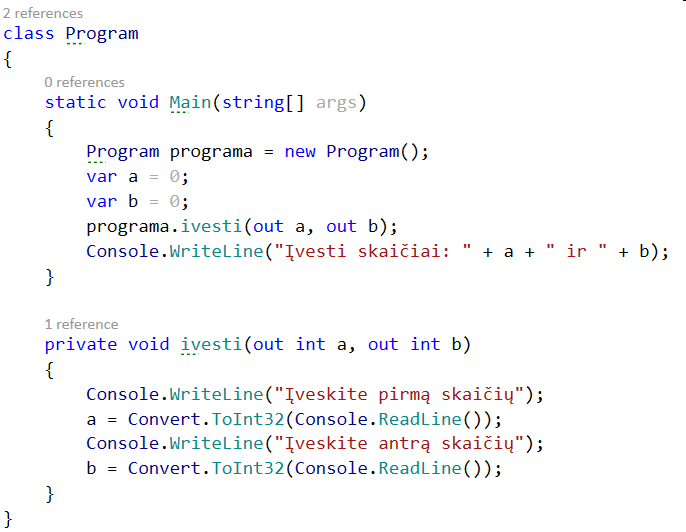 2 references
class Program
{
0 references
static void Main(string[] args)
{
Program programa = new Program();
var a = 0;
var b = 0;
programa.ivesti(out a, out b);
Console.WriteLine("Įvesti skaičiai: " + a + " ir " + b);
}
1 reference
private void ivesti(out int a, out int b)
{
Console.WriteLine("Įveskite pirmą skaičių");
a = Convert.ToInt32(Console.ReadLine());
Console.WriteLine("Įveskite antrą skaičių");
b = Convert.ToInt32(Console.ReadLine());
}
}